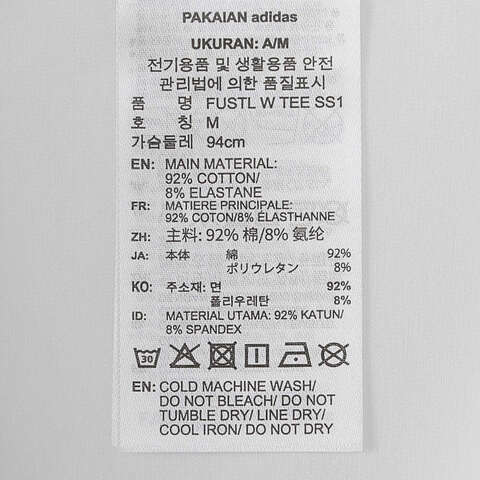 PAKAIAN adidas
UKURAN: A/M
전기용품 및 생활용품 안전
관리법에 의한 품질표시
품 명 FUSTL W TEE SS1
호 칭 M
가슴둘레 94cm
EN: MAIN MATERIAL:
92% COTTON/
8% ELASTANE
FR: MATIERE PRINCIPALE:
92% COTON/8% ÉLASTHANNE
ZH: 主料: 92% 棉/8% 氨纶
JA: 本体 綿 92%
ポリウレタン 8%
KO: 주소재: 면 92%
폴리우레탄 8%
ID: MATERIAL UTAMA: 92% KATUN/
8% SPANDEX
30
EN: COLD MACHINE WASH/
DO NOT BLEACH/ DO NOT
TUMBLE DRY/ LINE DRY/
COOL IRON/ DO NOT DRY